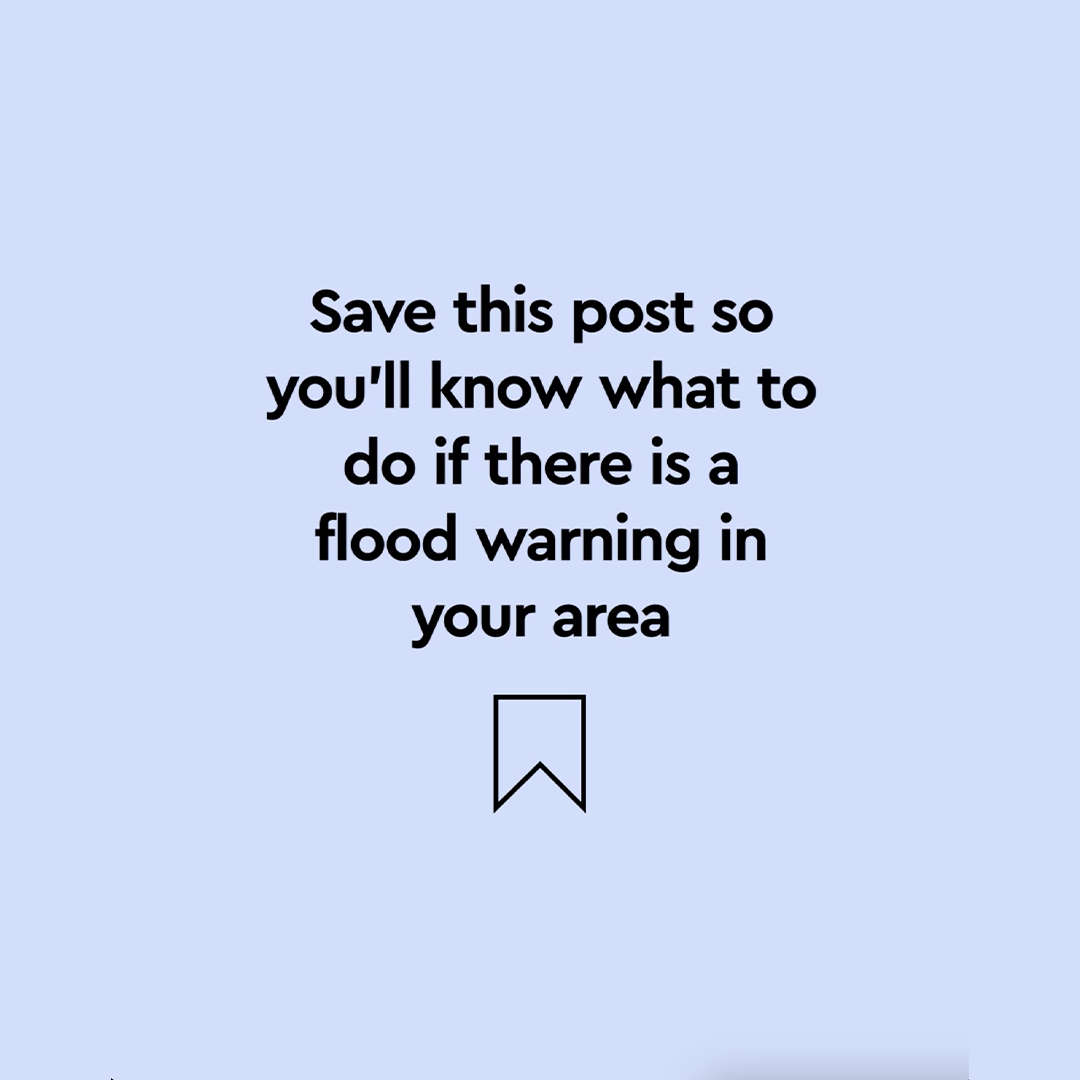 Save this post so
you'll know what to
do if there is a
flood warning in
your area